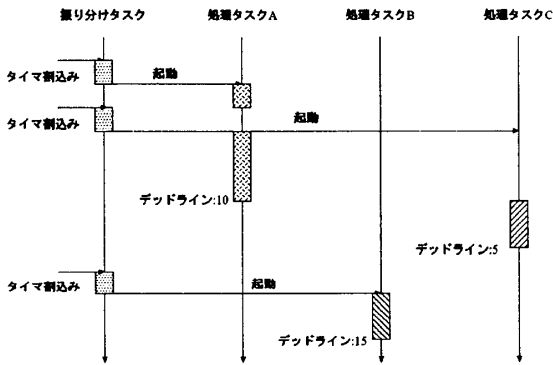 振り分けタスク 処理タスクA 処理タスクB 処理タスクC
タイマ割込み
起動
タイマ割込み
起動
デッドライン:10
デッドライン:5
タイマ割込み
起動
デッドライン:15